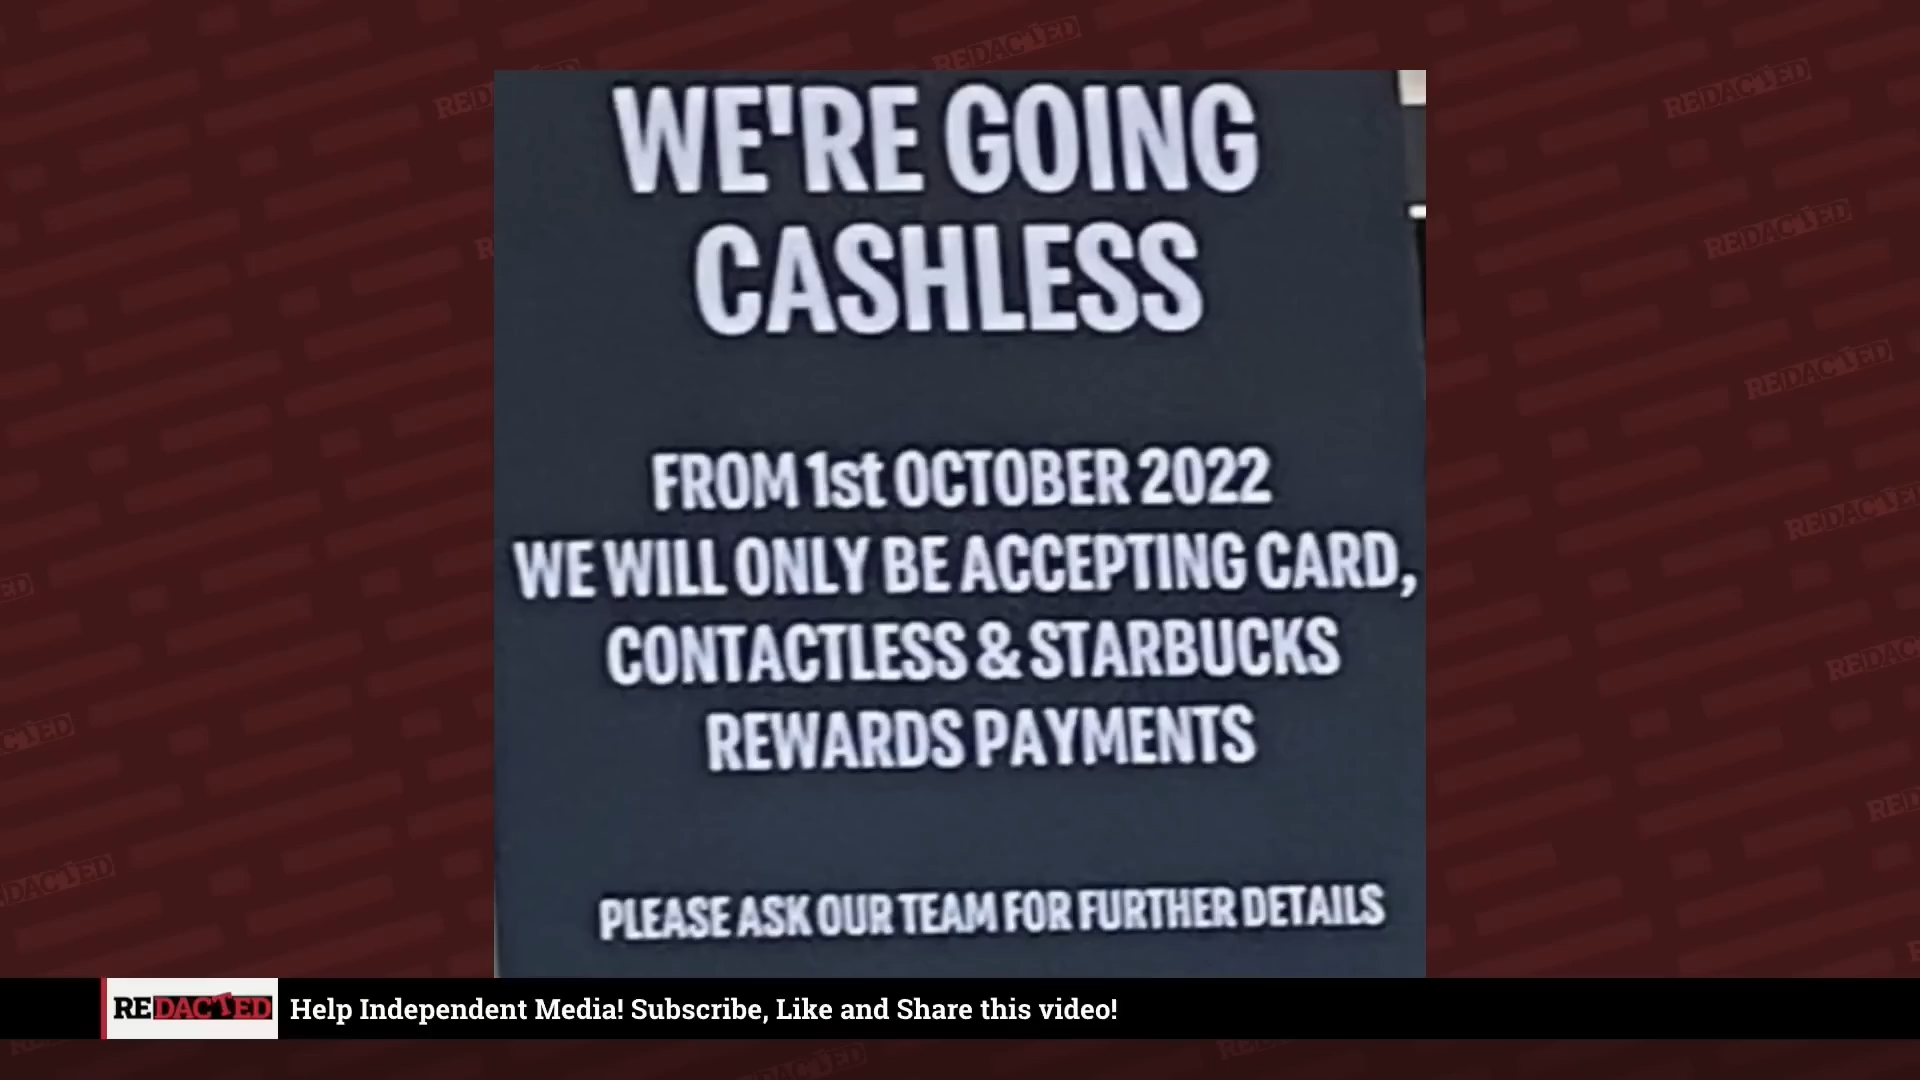 WE'RE GOING
CASHLESS
FROM 1st OCTOBER 2022
WE WILL ONLY BE ACCEPTING CARD,
CONTACTLESS & STARBUCKS
REWARDS PAYMENTS
PLEASE ASK OUR TEAM FOR FURTHER DETAILS
REDACTED Help Independent Media! Subscribe, Like and Share this video!